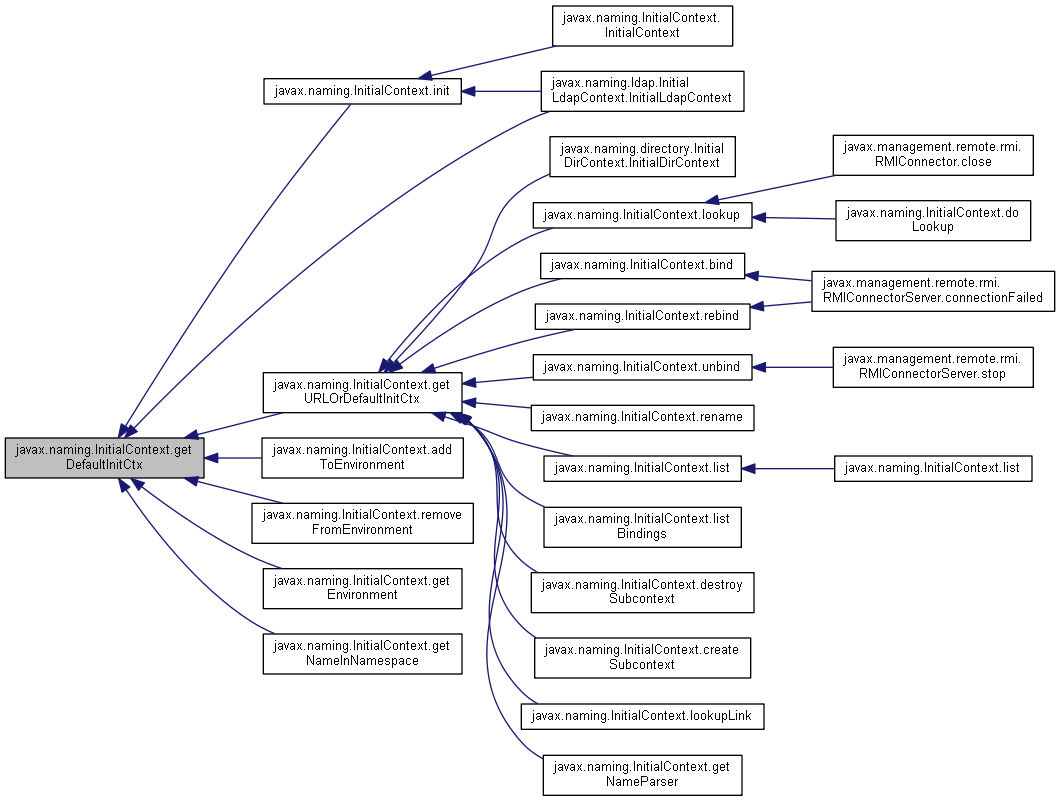 javax.naming.InitialContext.
InitialContext
javax.naming.InitialContext.init
javax.naming.ldap.Initial
LdapContext.InitialLdapContext
javax.naming.directory.Initial
DirContext.InitialDirContext
javax.management.remote.rmi.
RMIConnector.close
javax.naming.InitialContext.lookup
javax.naming.InitialContext.do
Lookup
javax.naming.InitialContext.bind
javax.management.remote.rmi.
RMIConnectorServer.connectionFailed
javax.naming.InitialContext.rebind
javax.naming.InitialContext.unbind
javax.management.remote.rmi.
RMIConnectorServer.stop
javax.naming.InitialContext.get
URLOrDefaultInitCtx
javax.naming.InitialContext.rename
javax.naming.InitialContext.get
DefaultInitCtx
javax.naming.InitialContext.add
ToEnvironment
javax.naming.InitialContext.list
javax.naming.InitialContext.list
javax.naming.InitialContext.remove
FromEnvironment
javax.naming.InitialContext.list
Bindings
javax.naming.InitialContext.get
Environment
javax.naming.InitialContext.destroy
Subcontext
javax.naming.InitialContext.get
NameInNamespace
javax.naming.InitialContext.create
Subcontext
javax.naming.InitialContext.lookupLink
javax.naming.InitialContext.get
NameParser